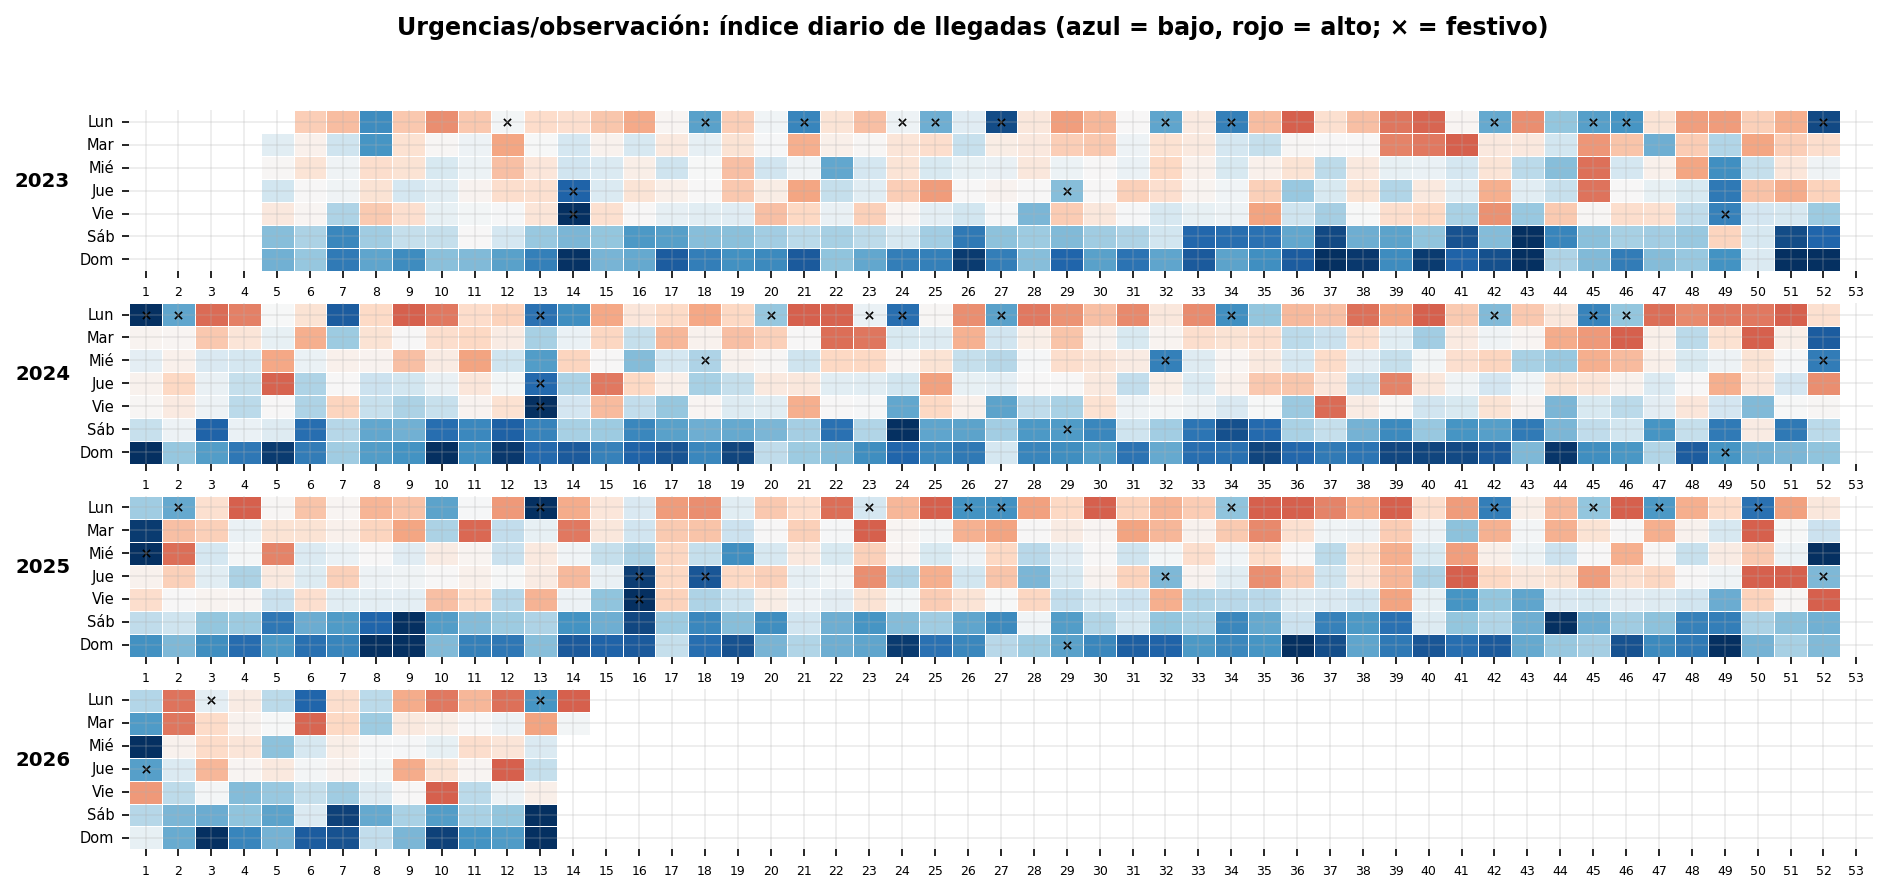 Urgencias/observación: índice diario de llegadas (azul = bajo, rojo = alto; × = festivo)
2023
Lun
Mar
Mié
Jue
Vie
Sáb
Dom
1 2 3 4 5 6 7 8 9 10 11 12 13 14 15 16 17 18 19 20 21 22 23 24 25 26 27 28 29 30 31 32 33 34 35 36 37 38 39 40 41 42 43 44 45 46 47 48 49 50 51 52 53
2024
Lun
Mar
Mié
Jue
Vie
Sáb
Dom
1 2 3 4 5 6 7 8 9 10 11 12 13 14 15 16 17 18 19 20 21 22 23 24 25 26 27 28 29 30 31 32 33 34 35 36 37 38 39 40 41 42 43 44 45 46 47 48 49 50 51 52 53
2025
Lun
Mar
Mié
Jue
Vie
Sáb
Dom
1 2 3 4 5 6 7 8 9 10 11 12 13 14 15 16 17 18 19 20 21 22 23 24 25 26 27 28 29 30 31 32 33 34 35 36 37 38 39 40 41 42 43 44 45 46 47 48 49 50 51 52 53
2026
Lun
Mar
Mié
Jue
Vie
Sáb
Dom
1 2 3 4 5 6 7 8 9 10 11 12 13 14 15 16 17 18 19 20 21 22 23 24 25 26 27 28 29 30 31 32 33 34 35 36 37 38 39 40 41 42 43 44 45 46 47 48 49 50 51 52 53